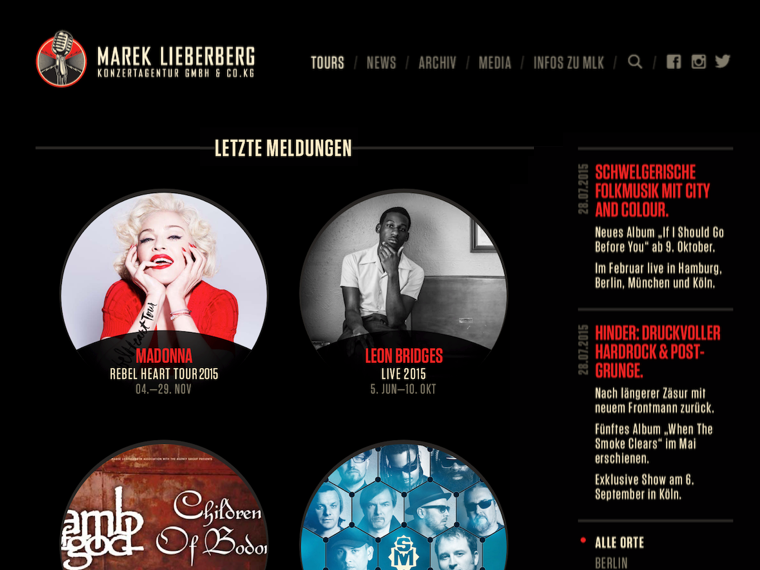 MAREK LIEBERBERG
KONZERTAGENTUR GMBH & CO.KG
TOURS / NEWS / ARCHIV / MEDIA / INFOS ZU MLK / /
LETZTE MELDUNGEN
MADONNA
REBEL HEART TOUR 2015
04.—29. NOV
LEON BRIDGES
LIVE 2015
5. JUN—10. OKT
lamb
of god
Children
Of Bodom
SM
28.07.2015
SCHWELGERISCHE
FOLKMUSIK MIT CITY
AND COLOUR.
Neues Album „If I Should Go
Before You“ ab 9. Oktober.
Im Februar live in Hamburg,
Berlin, München und Köln.
28.07.2015
HINDER: DRUCKVOLLER
HARDROCK & POST-
GRUNGE.
Nach längerer Zäsur mit
neuem Frontmann zurück.
Fünftes Album „When The
Smoke Clears“ im Mai
erschienen.
Exklusive Show am 6.
September in Köln.
ALLE ORTE
BERLIN